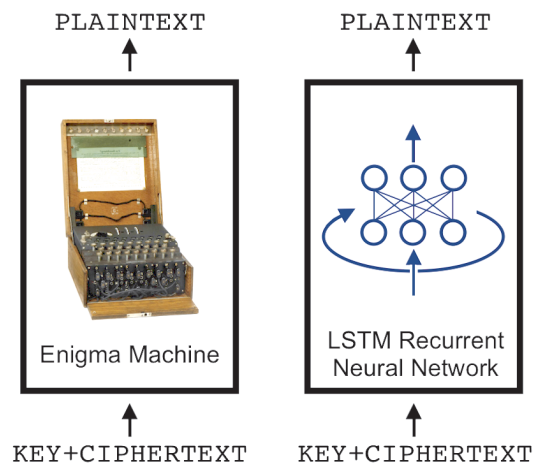 PLAINTEXT
Enigma Machine
KEY+CIPHERTEXT
PLAINTEXT
LSTM Recurrent
Neural Network
KEY+CIPHERTEXT